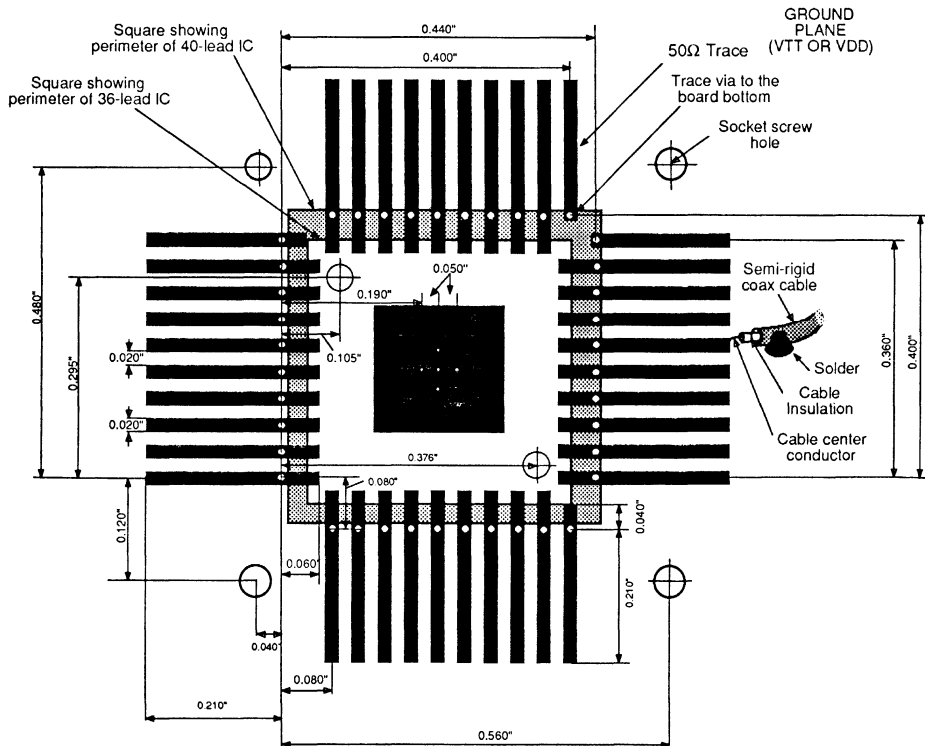 GROUND
PLANE
(VTT OR VDD)
Square showing
perimeter of 40-lead IC
0.440"
0.400"
50Ω Trace
Square showing
perimeter of 36-lead IC
Trace via to the
board bottom
Socket screw
hole
0.050"
0.190"
0.105"
Semi-rigid
coax cable
0.480"
0.295"
0.020"
0.020"
0.360"
0.400"
Solder
Cable
Insulation
Cable center
conductor
0.376"
0.080"
0.120"
0.060"
0.040"
0.040"
0.210"
0.080"
0.210"
0.560"